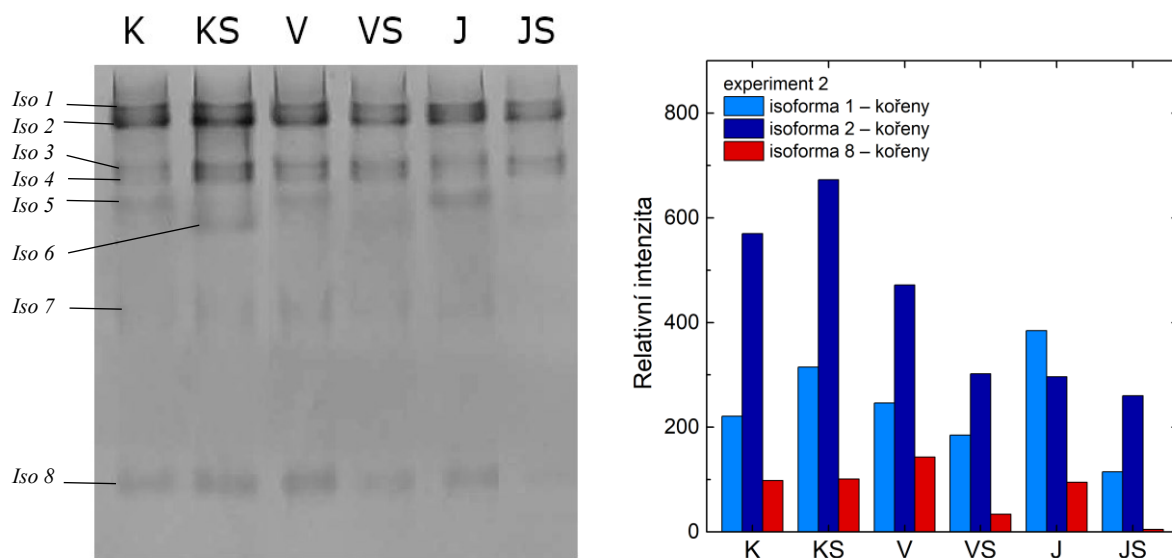 K KS V VS J JS
Iso 1
Iso 2
Iso 3
Iso 4
Iso 5
Iso 6
Iso 7
Iso 8
experiment 2
isoforma 1 – kořeny
isoforma 2 – kořeny
isoforma 8 – kořeny
Relativní intenzita
800
600
400
200
0
K KS V VS J JS